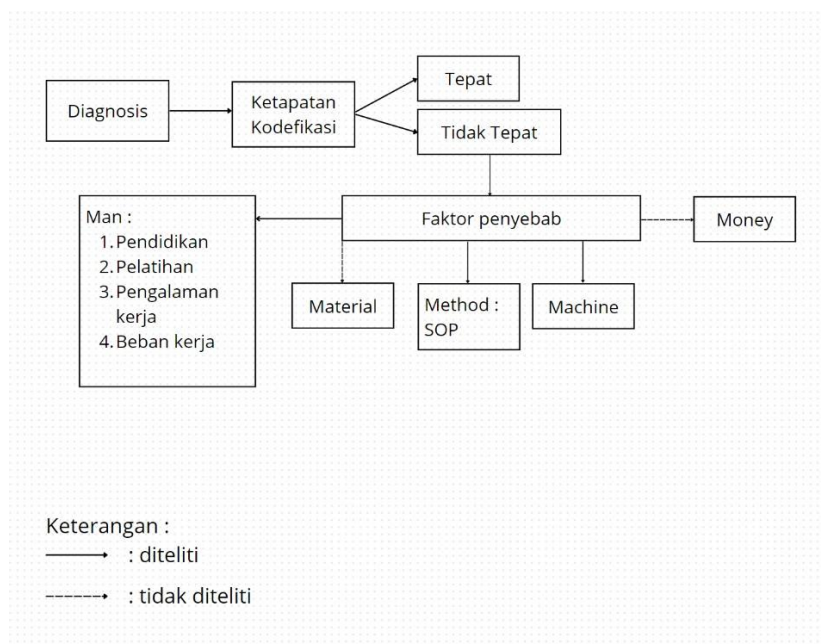 Diagnosis
Ketapatan
Kodefikasi
Tepat
Tidak Tepat
Faktor penyebab
Man :
1.Pendidikan
2.Pelatihan
3.Pengalaman
kerja
4.Beban kerja
Material
Method :
SOP
Machine
Money
Keterangan :
: diteliti
: tidak diteliti